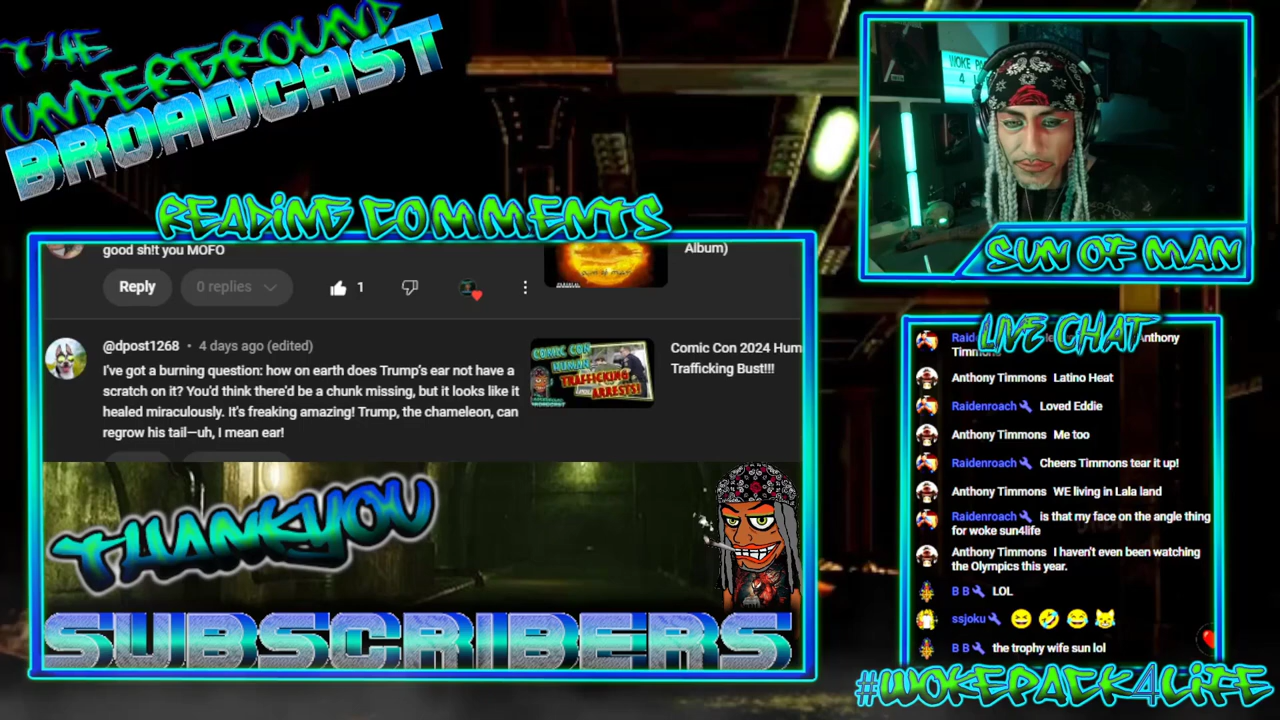 THE
UNDERGROUND
BROADCAST
READING COMMENTS
good sh!t you MOFO
Album)
Reply
0 replies
1
@dpost1268 • 4 days ago (edited)
I've got a burning question: how on earth does Trump's ear not have a
scratch on it? You'd think there'd be a chunk missing, but it looks like it
healed miraculously. It's freaking amazing! Trump, the chameleon, can
regrow his tail—uh, I mean ear!
COMIC CON
HUMAN
TRAFFICKING
ARRESTS!
Comic Con 2024 Hum
Trafficking Bust!!!
THANKYOU
SUBSCRIBERS
WOKE PA
4 L
SUN OF MAN
LIVE CHAT
Anthony
Timmons
Anthony Timmons Latino Heat
Raidenroach Loved Eddie
Anthony Timmons Me too
Raidenroach Cheers Timmons tear it up!
Anthony Timmons WE living in Lala land
Raidenroach is that my face on the angle thing
for woke sun4life
Anthony Timmons I haven't even been watching
the Olympics this year.
B B LOL
ssjoku
B B the trophy wife sun lol
#WOKEPACK4LIFE